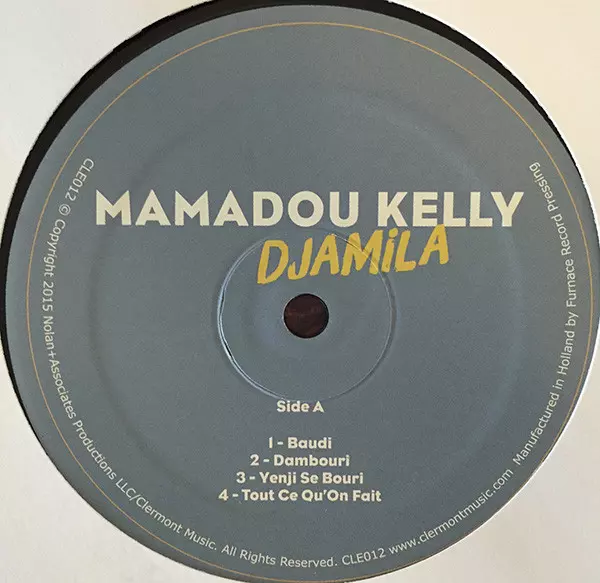 MAMADOU KELLY
DJAMiLA
Side A
1 - Baudi
2 - Dambouri
3 - Yenji Se Bouri
4 - Tout Ce Qu'On Fait
CLE012 © Copyright 2015 Nolan+Associates Productions LLC/Clermont Music. All Rights Reserved. CLE012 www.clermontmusic.com Manufactured in Holland by Furnace Record Pressing